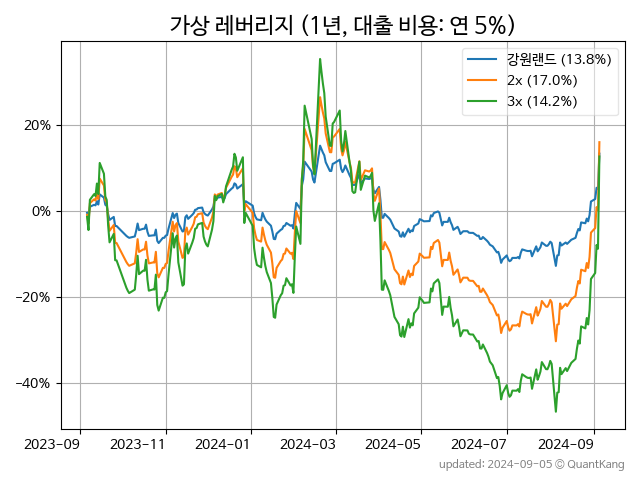 가상 레버리지 (1년, 대출 비용: 연 5%)
강원랜드 (13.8%)
2x (17.0%)
3x (14.2%)
20%
0%
−20%
−40%
2023-09
2023-11
2024-01
2024-03
2024-05
2024-07
2024-09
updated: 2024-09-05 © QuantKang